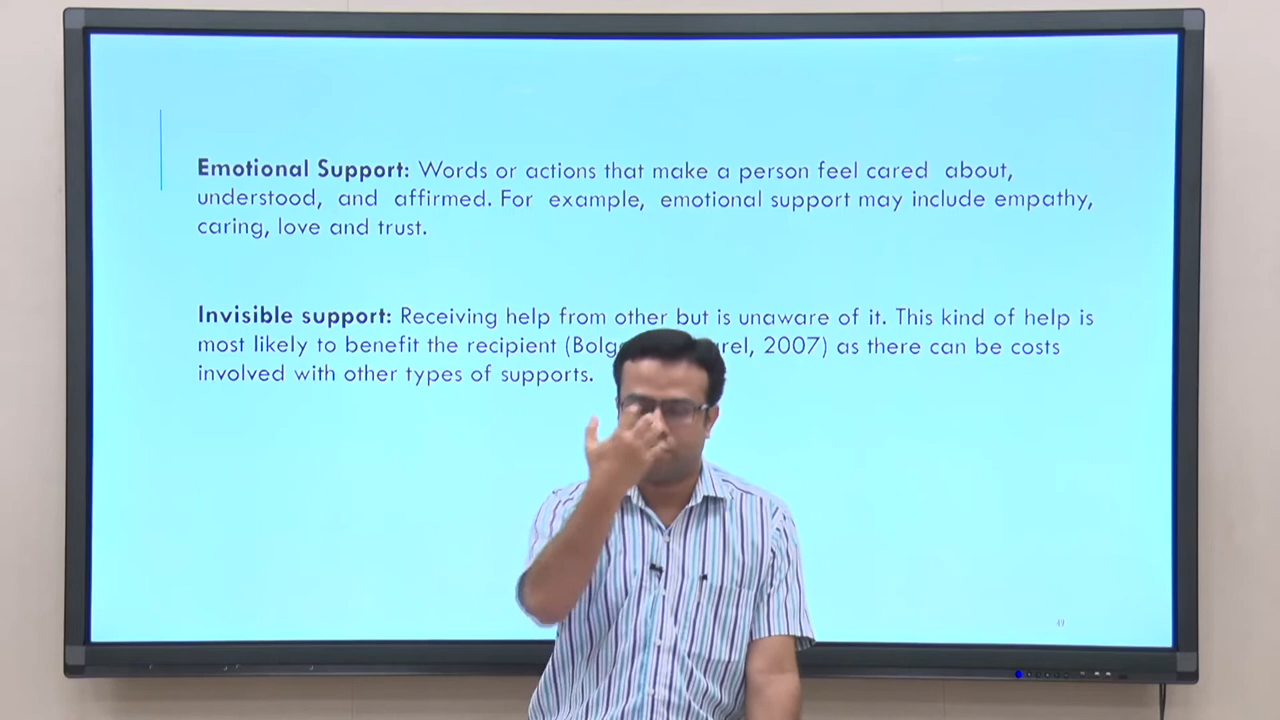 Emotional Support: Words or actions that make a person feel cared about,
understood, and affirmed. For example, emotional support may include empathy,
caring, love and trust.
Invisible support: Receiving help from other but is unaware of it. This kind of help is
most likely to benefit the recipient 2007) as there can be costs
involved with other types of supports.
49